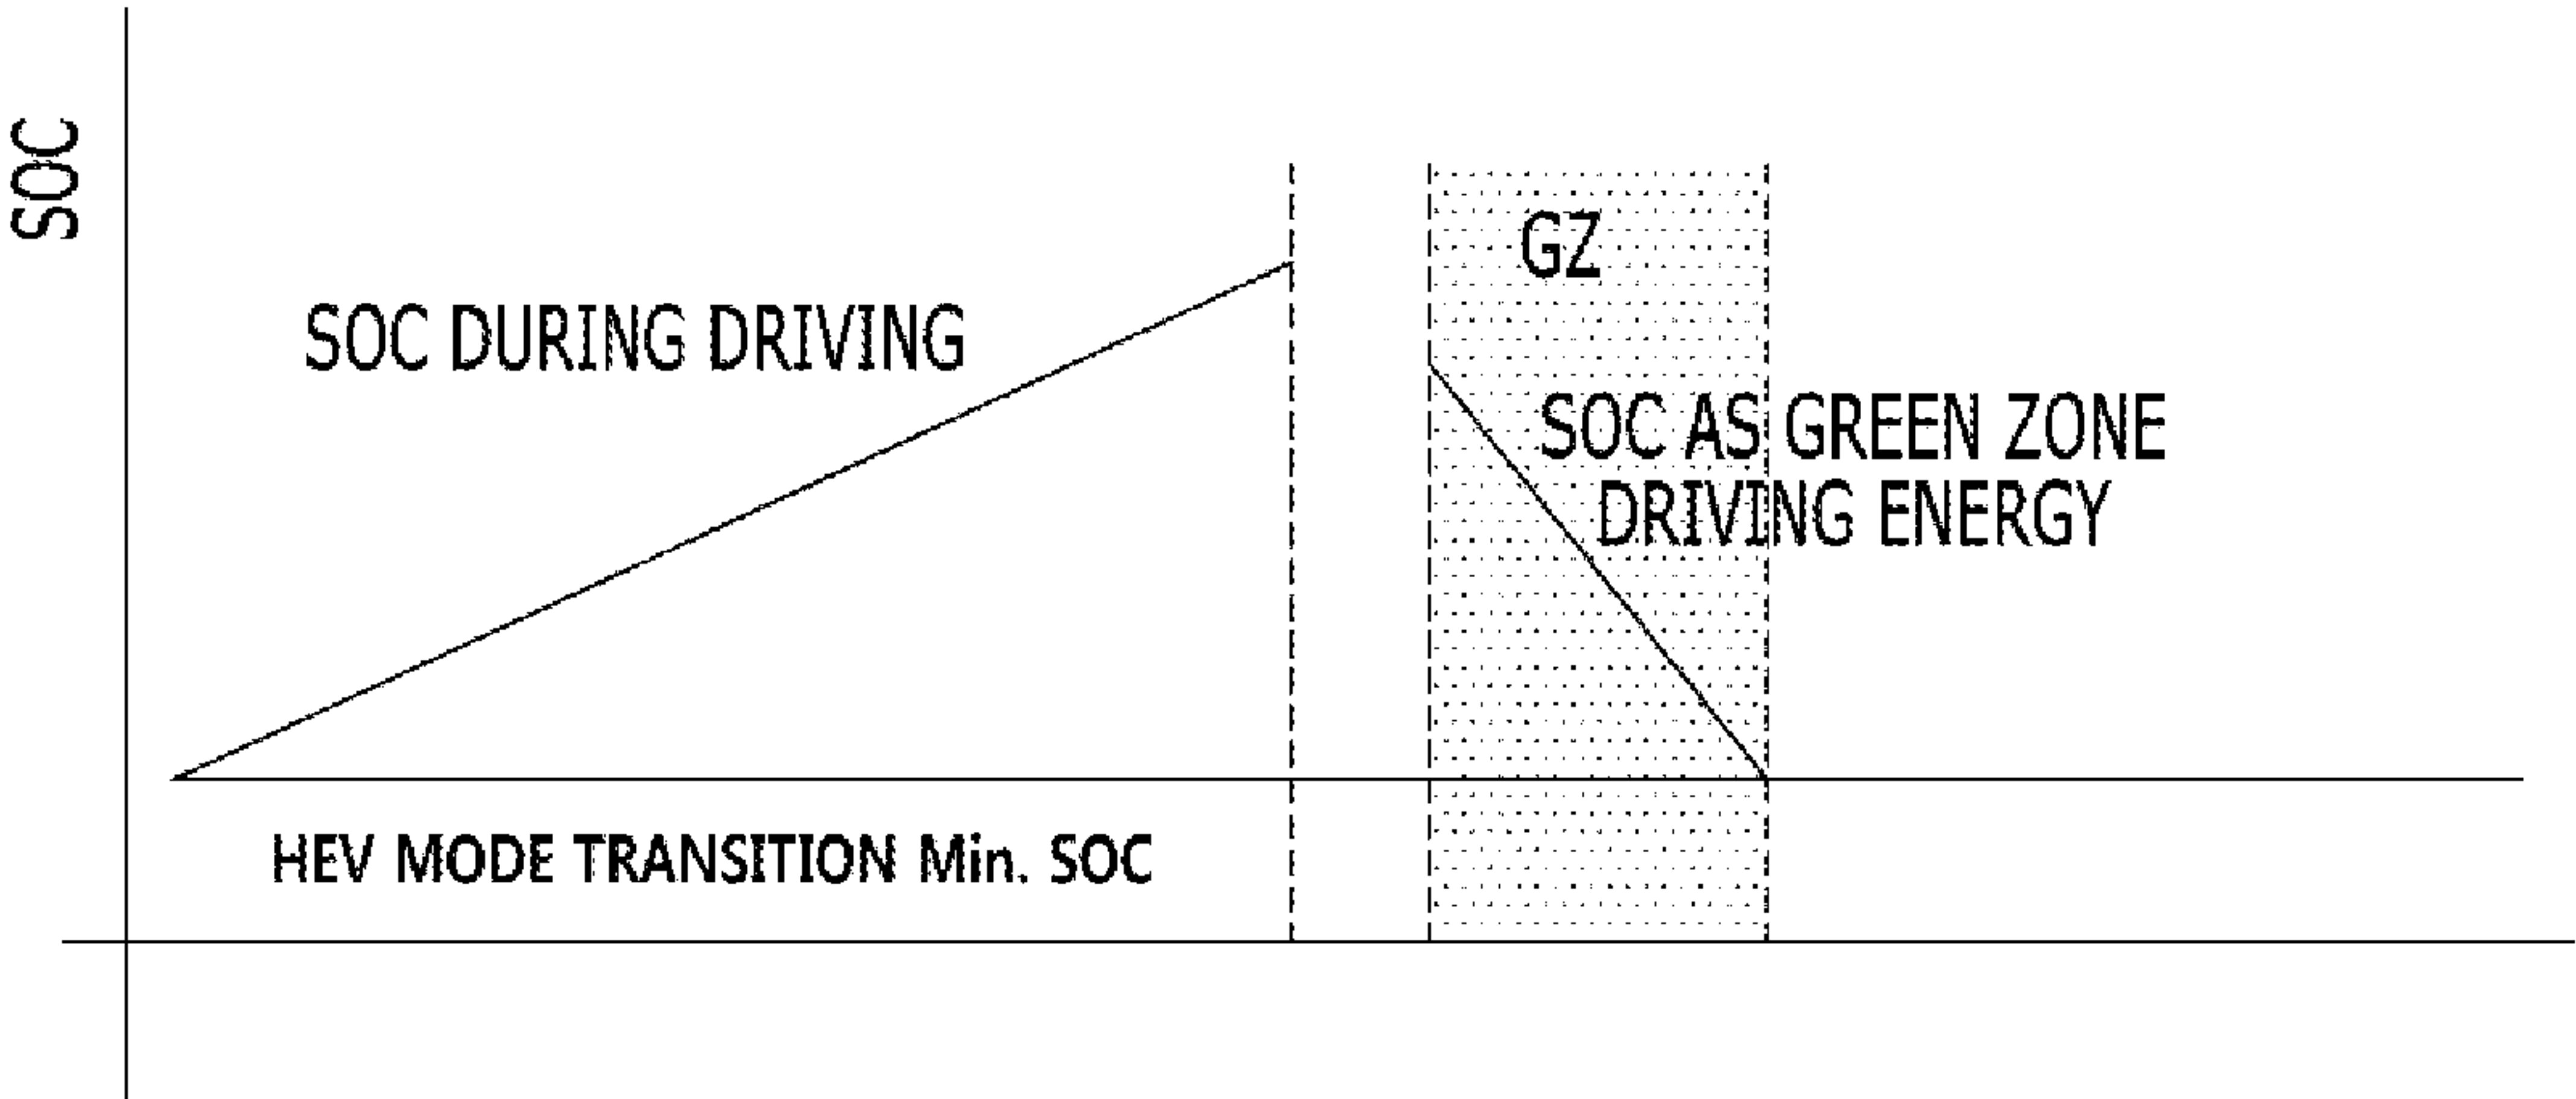 SOC
GZ
SOC DURING DRIVING
SOC AS GREEN ZONE
DRIVING ENERGY
HEV MODE TRANSITION Min. SOC